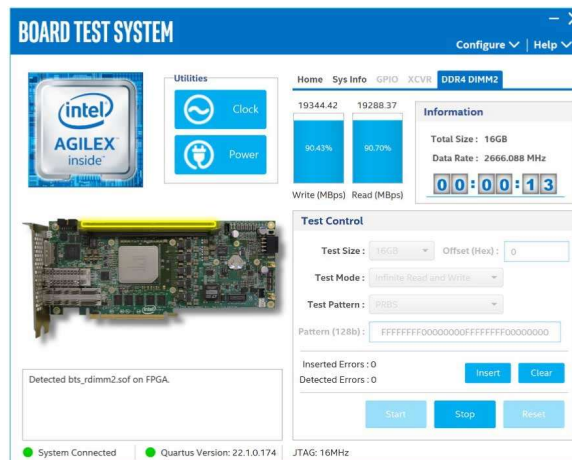 BOARD TEST SYSTEM
Configure
Help
intel
AGILEX
inside
Utilities
Clock
Power
Home Sys Info GPIO XCVR DDR4 DIMM2
19344.42 19288.37
90.43% 90.70%
Write (MBps) Read (MBps)
Information
Total Size : 16GB
Data Rate : 2666.088 MHz
00:00:13
Test Control
Test Size : 16GB Offset (Hex) : 0
Test Mode : Infinite Read and Write
Test Pattern : PRBS
Pattern (128b) : FFFFFFFF00000000FFFFFFFF00000000
Inserted Errors : 0
Detected Errors : 0
Insert Clear
Start Stop Reset
Detected bts_rdimm2.sof on FPGA.
System Connected Quartus Version: 22.1.0.174 JTAG: 16MHz